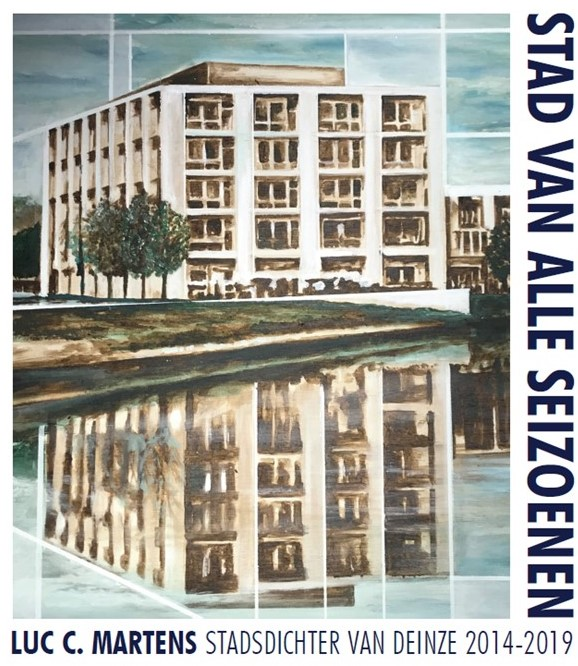 STAD VAN ALLE SEIZOENEN
LUC C. MARTENS STADSDICHTER VAN DEINZE 2014-2019